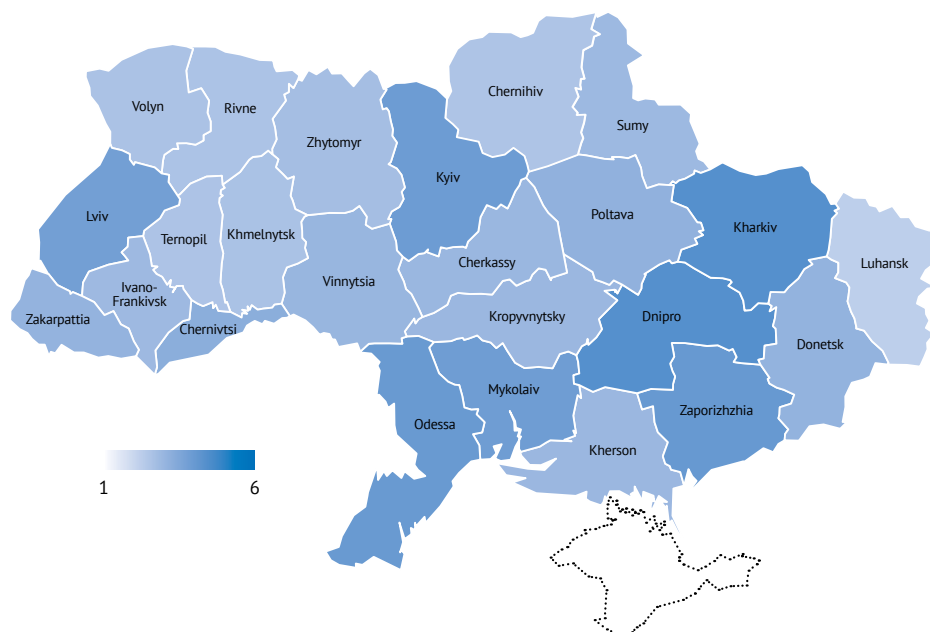 Chernihiv
Volyn
Rivne
Sumy
Zhytomyr
Kyiv
Lviv
Poltava
Kharkiv
Ternopil
Khmelnytsk
Cherkassy
Luhansk
Vinnytsia
Ivano-
Frankivsk
Zakarpattia
Chernivtsi
Kropyvnytsky
Dnipro
Donetsk
Mykolaiv
Odessa
Zaporizhzhia
Kherson
1
6